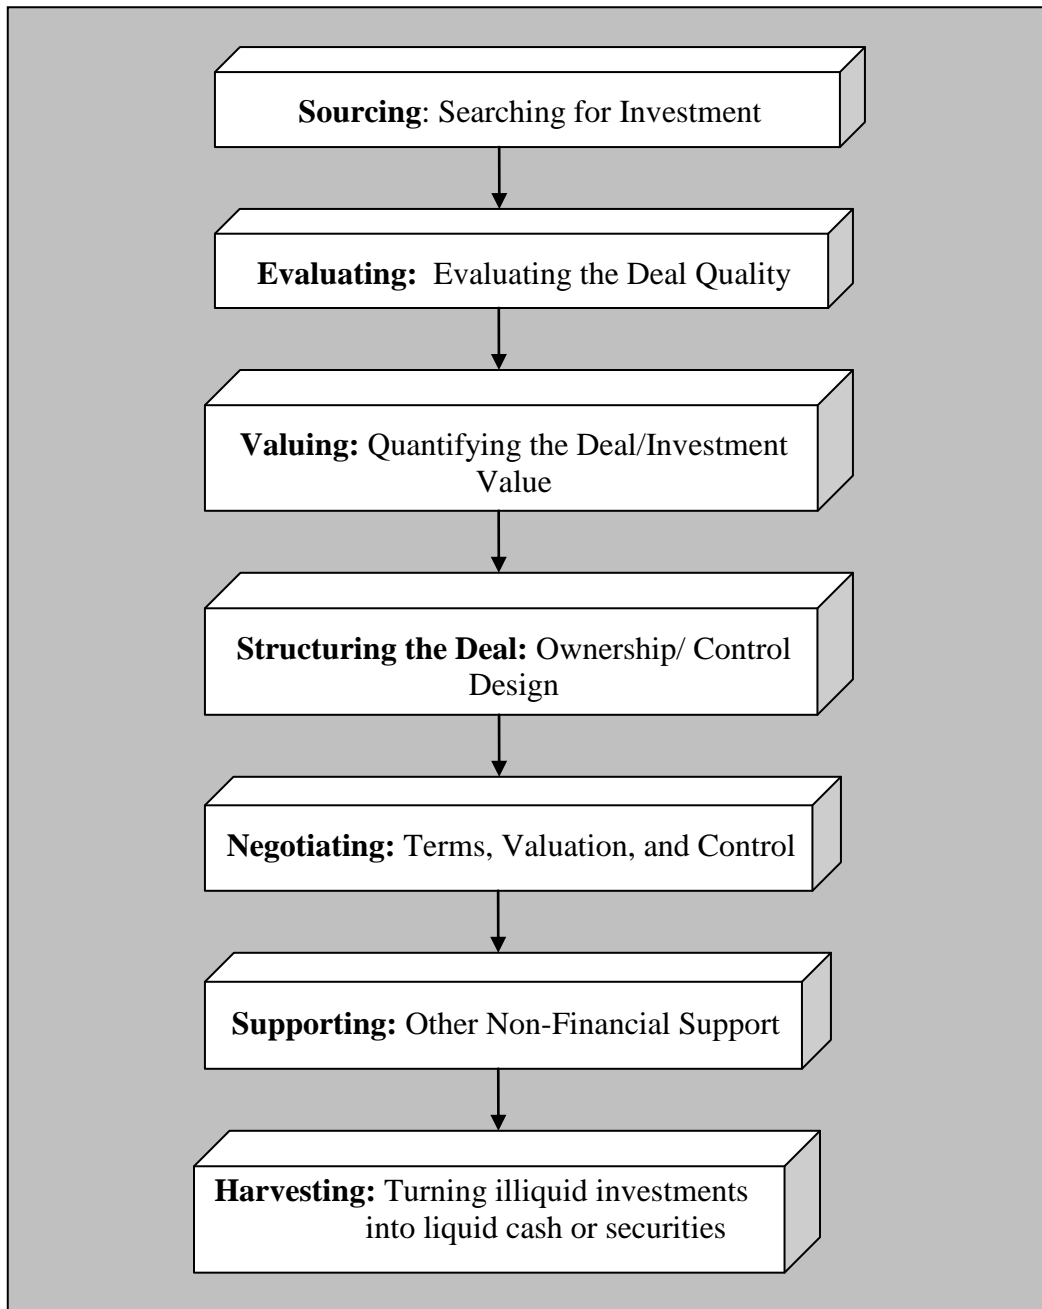 Sourcing: Searching for Investment
Evaluating:  Evaluating the Deal Quality
Valuing: Quantifying the Deal/Investment
Value
Structuring the Deal: Ownership/ Control
Design
Negotiating: Terms, Valuation, and Control
Supporting: Other Non-Financial Support
Harvesting: Turning illiquid investments
into liquid cash or securities